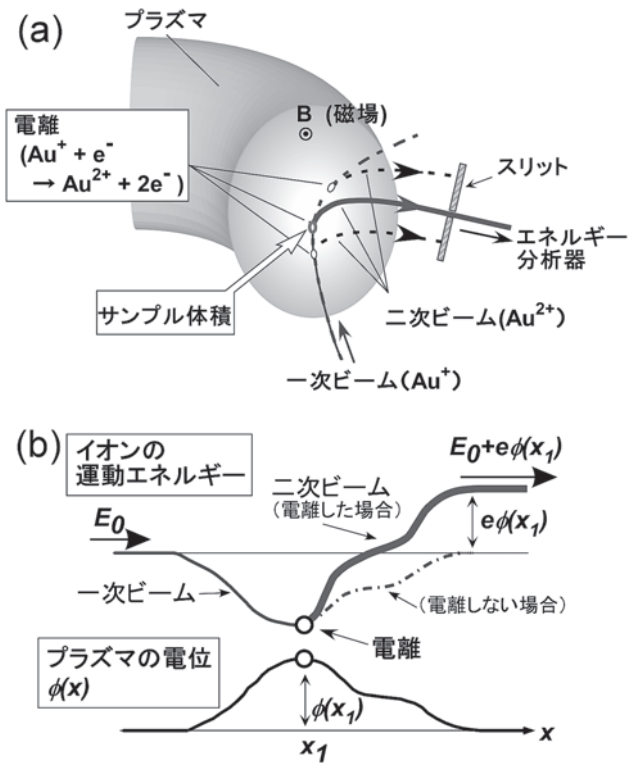 (a)
プラズマ
B (磁場)
電離
(Au⁺ + e⁻
→ Au²⁺ + 2e⁻)
スリット
エネルギー
分析器
サンプル体積
二次ビーム(Au²⁺)
一次ビーム(Au⁺)
(b)
イオンの
運動エネルギー
E₀+eϕ(x₁)
二次ビーム
(電離した場合)
E₀
eϕ(x₁)
一次ビーム
(電離しない場合)
電離
プラズマの電位
ϕ(x)
ϕ(x₁)
x₁
x